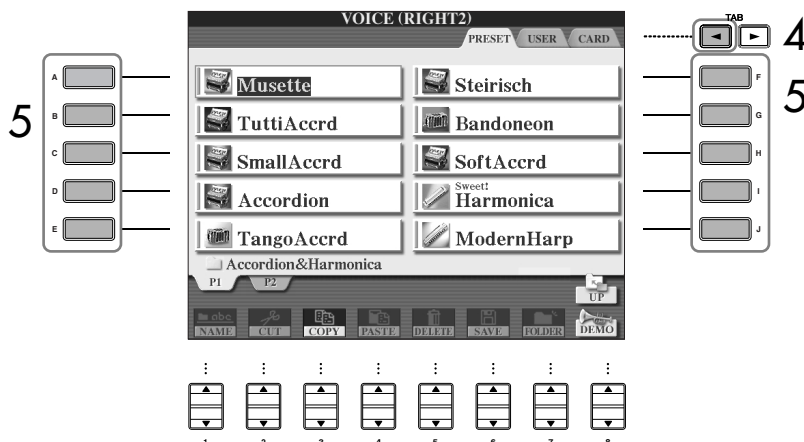 VOICE (RIGHT2)
PRESET USER CARD
TAB
4
5
5
A
B
C
D
E
Musette
TuttiAccrd
SmallAccrd
Accordion
TangoAccrd
Steirisch
Bandoneon
SoftAccrd
Sweet!
Harmonica
ModernHarp
F
G
H
I
J
Accordion&Harmonica
P1 P2
UP
abc
NAME CUT COPY PASTE DELETE SAVE FOLDER DEMO
1 2 3 4 5 6 7 8